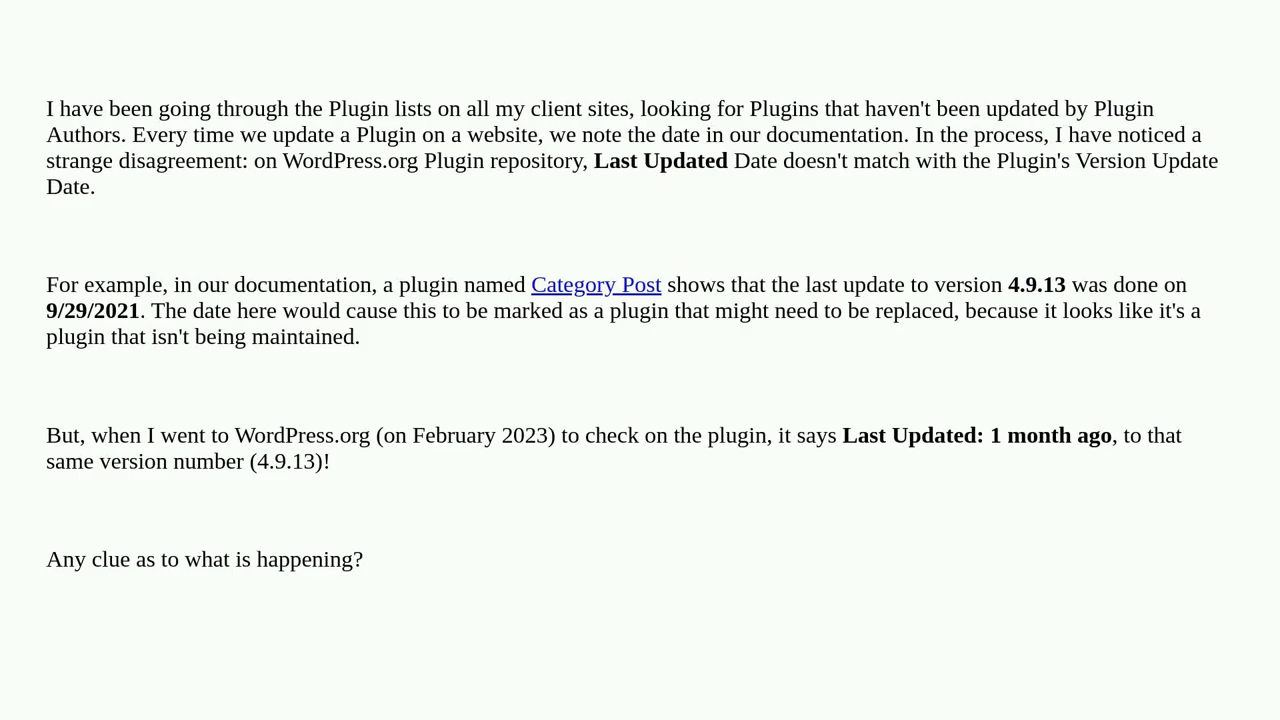 I have been going through the Plugin lists on all my client sites, looking for Plugins that haven't been updated by Plugin
Authors. Every time we update a Plugin on a website, we note the date in our documentation. In the process, I have noticed a
strange disagreement: on WordPress.org Plugin repository, Last Updated Date doesn't match with the Plugin's Version Update
Date.
For example, in our documentation, a plugin named Category Post shows that the last update to version 4.9.13 was done on
9/29/2021. The date here would cause this to be marked as a plugin that might need to be replaced, because it looks like it's a
plugin that isn't being maintained.
But, when I went to WordPress.org (on February 2023) to check on the plugin, it says Last Updated: 1 month ago, to that
same version number (4.9.13)!
Any clue as to what is happening?